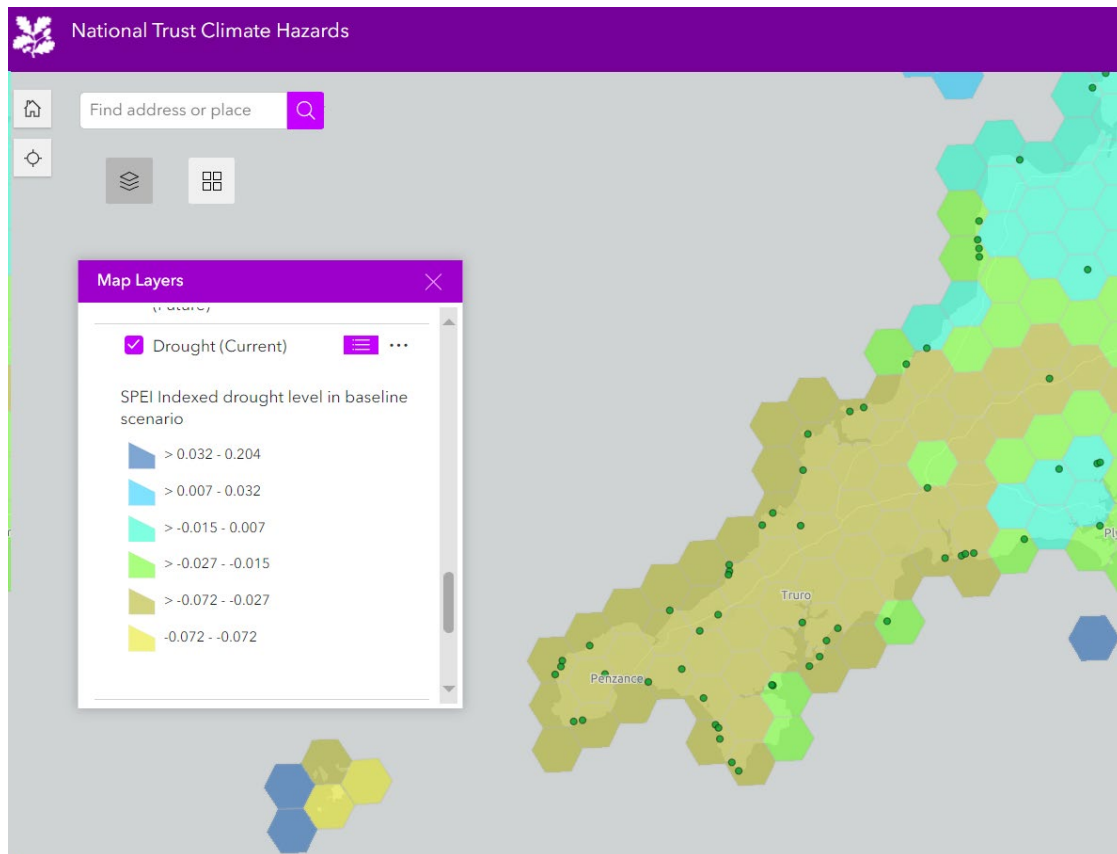 National Trust Climate Hazards
Find address or place
Map Layers
(Future)
Drought (Current)
SPEI Indexed drought level in baseline
scenario
> 0.032 - 0.204
> 0.007 - 0.032
> -0.015 - 0.007
> -0.027 - -0.015
> -0.072 - -0.027
-0.072 - -0.072
Truro
Penzance
Ply